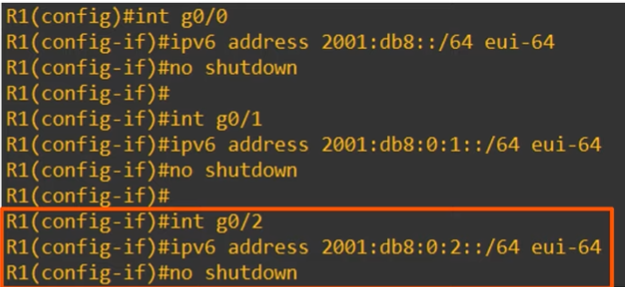 R1(config)#int g0/0
R1(config-if)#ipv6 address 2001:db8::/64 eui-64
R1(config-if)#no shutdown
R1(config-if)#
R1(config-if)#int g0/1
R1(config-if)#ipv6 address 2001:db8:0:1::/64 eui-64
R1(config-if)#no shutdown
R1(config-if)#
R1(config-if)#int g0/2
R1(config-if)#ipv6 address 2001:db8:0:2::/64 eui-64
R1(config-if)#no shutdown